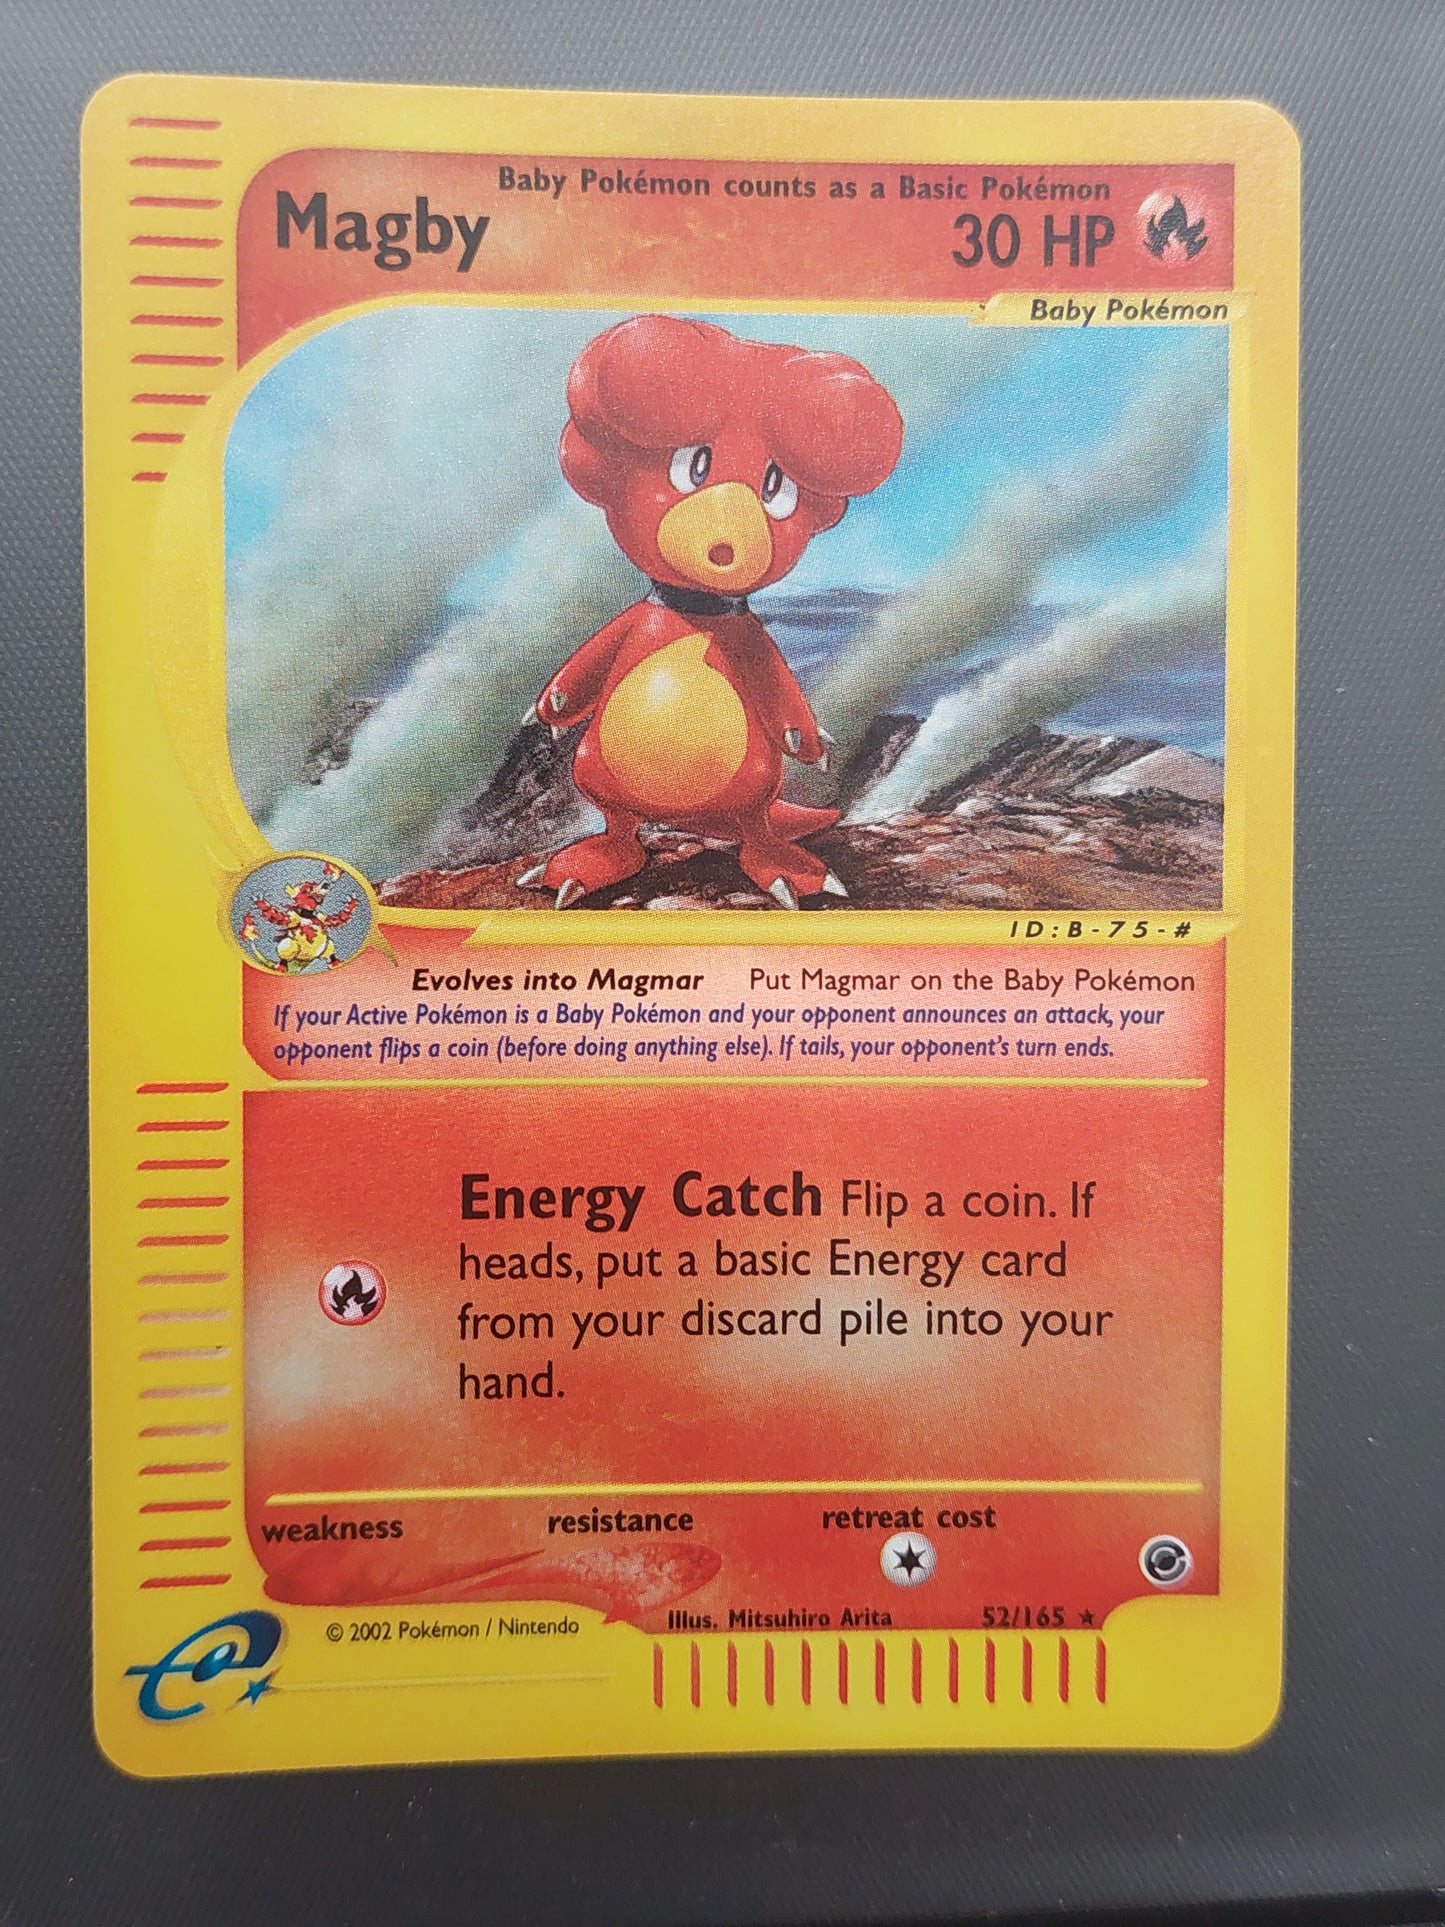 Baby Pokémon counts as a Basic Pokémon
Magby 30 HP
Baby Pokémon
ID:B-75-#
Evolves into Magmar Put Magmar on the Baby Pokémon
If your Active Pokémon is a Baby Pokémon and your opponent announces an attack, your
opponent flips a coin (before doing anything else). If tails, your opponent's turn ends.
Energy Catch Flip a coin. If
heads, put a basic Energy card
from your discard pile into your
hand.
weakness resistance retreat cost
© 2002 Pokémon / Nintendo Illus. Mitsuhiro Arita 52/165 ★
e